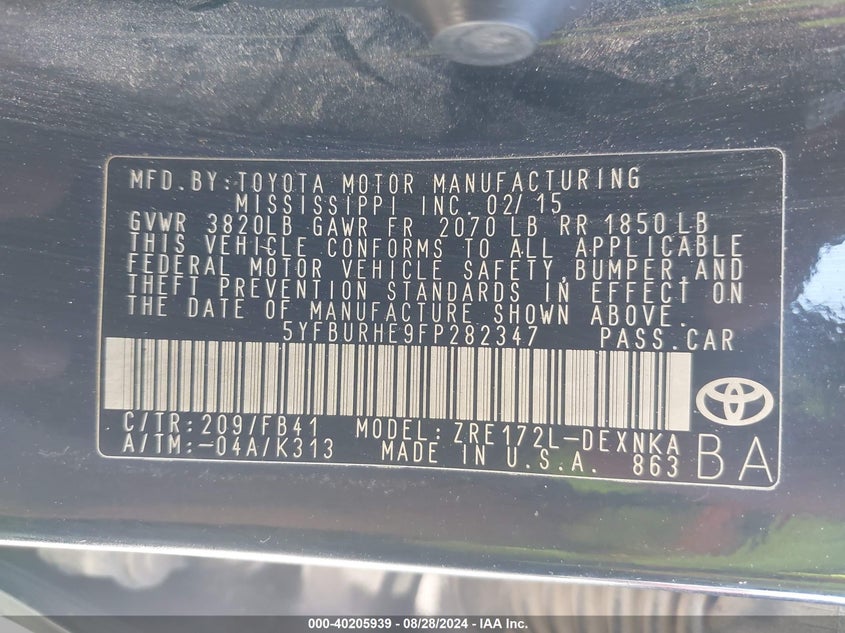 MFD.BY:TOYOTA MOTOR MANUFACTURING
MISSISSIPPI INC. 02/15
GVWR 3820LB GAWR FR 2070 LB RR 1850LB
THIS VEHICLE CONFORMS TO ALL APPLICABLE
FEDERAL MOTOR VEHICLE SAFETY,BUMPER,AND
THEFT PREVENTION STANDARDS IN EFFECT ON
THE DATE OF MANUFACTURE SHOWN ABOVE.
5YFBURHE9FP282347 PASS.CAR
C/TR:209/FB41 MODEL: ZRE172L-DEXNKA
A/TM:-04A/K313 MADE IN U.S.A. 863 BA
000-40205939 | 08/28/2024 | IAA Inc.